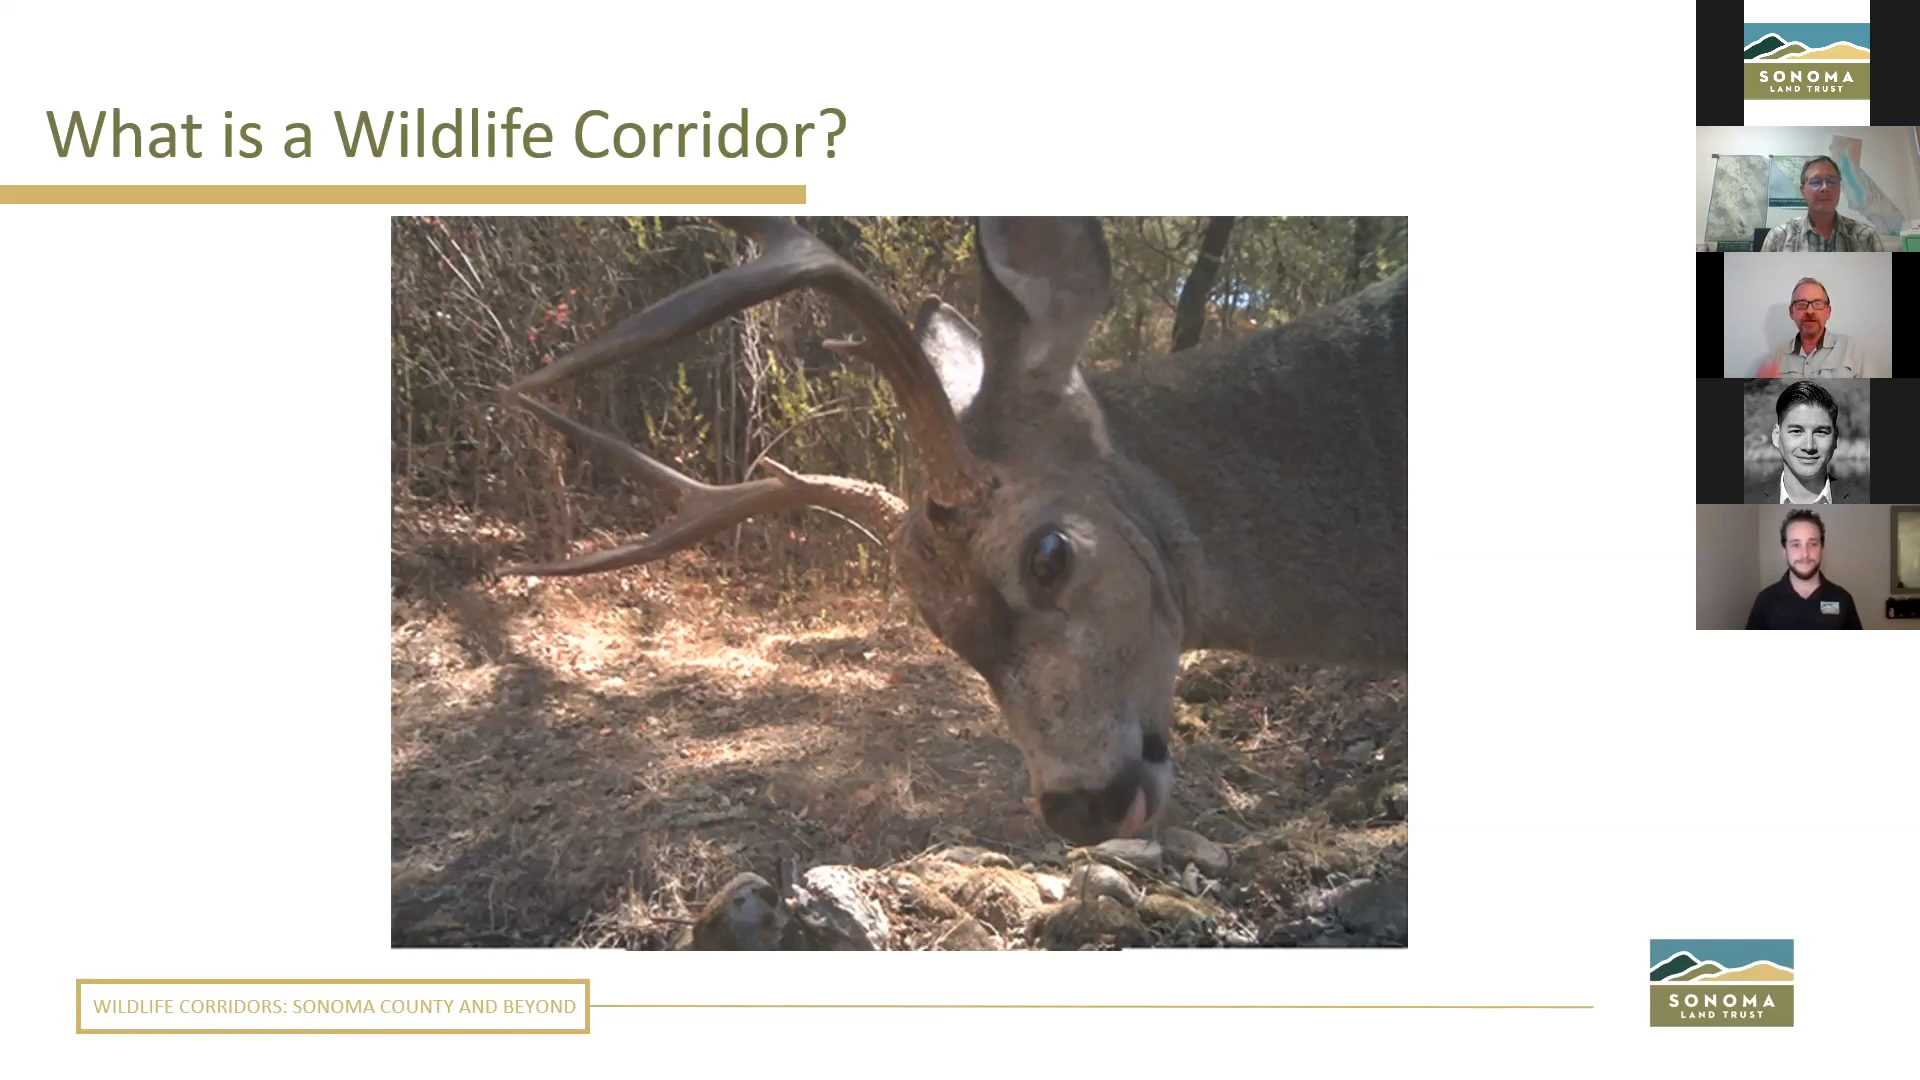 What is a Wildlife Corridor?
SONOMA
LAND TRUST
WILDLIFE CORRIDORS: SONOMA COUNTY AND BEYOND
SONOMA
LAND TRUST